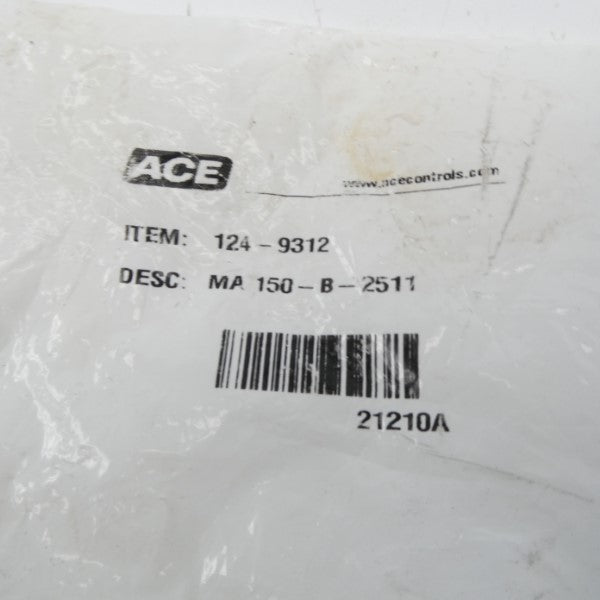 ACE
www.acecontrols.com
ITEM: 124-9312
DESC: MA 150-B-2511
21210A